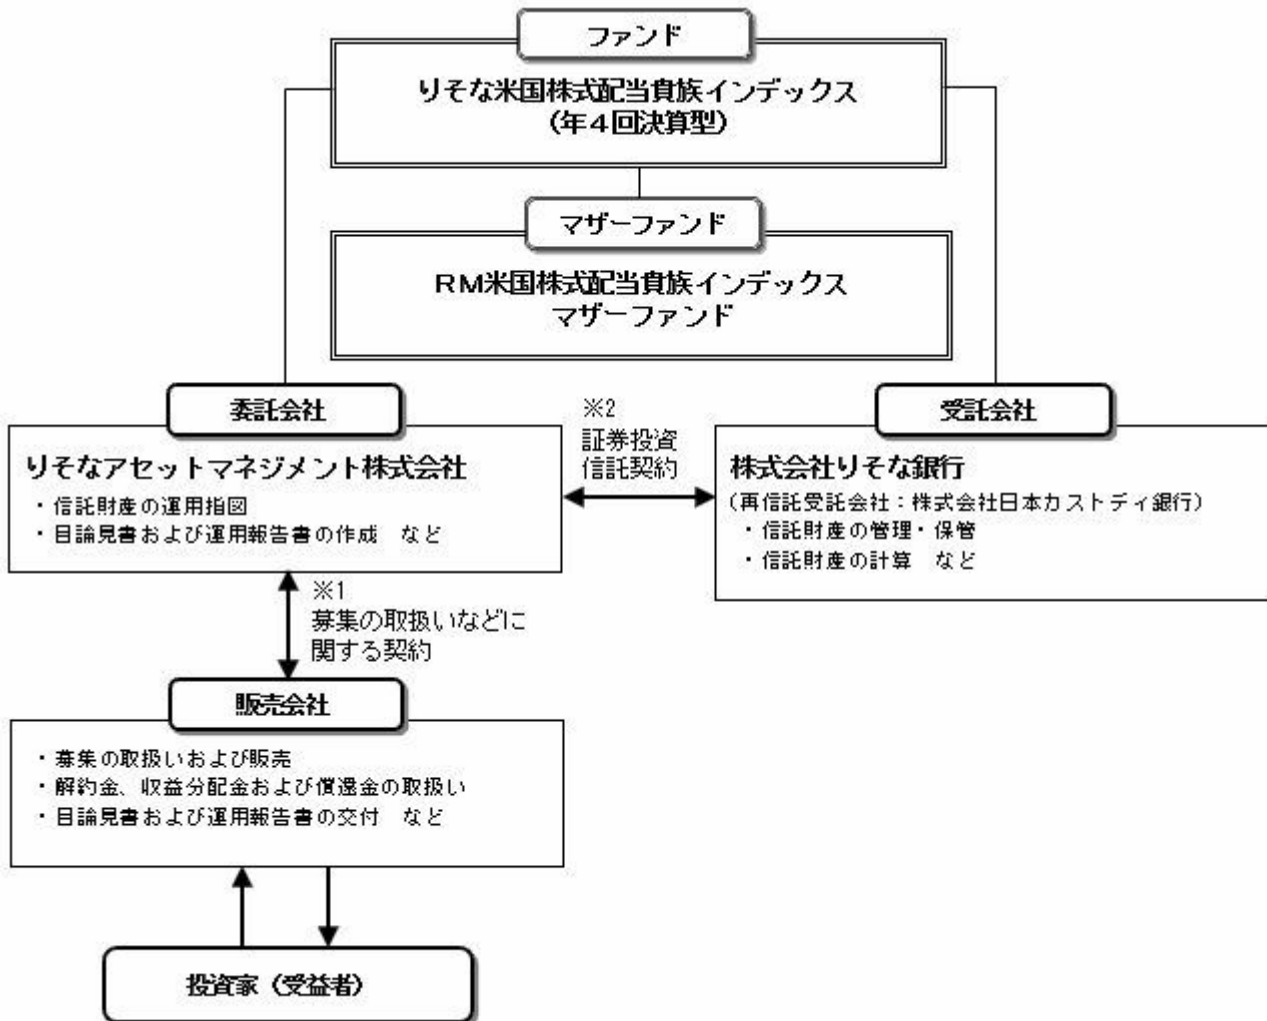 ファンド
りそな米国株式配当貴族インデックス
（年４回決算型）
マザーファンド
ＲＭ米国株式配当貴族インデックス
マザーファンド
委託会社
りそなアセットマネジメント株式会社
・信託財産の運用指図
・目論見書および運用報告書の作成　など
※2
証券投資
信託契約
受託会社
株式会社りそな銀行
（再信託受託会社：株式会社日本カストディ銀行）
・信託財産の管理・保管
・信託財産の計算　など
※1
募集の取扱いなどに
関する契約
販売会社
・募集の取扱いおよび販売
・解約金、収益分配金および償還金の取扱い
・目論見書および運用報告書の交付　など
投資家（受益者）